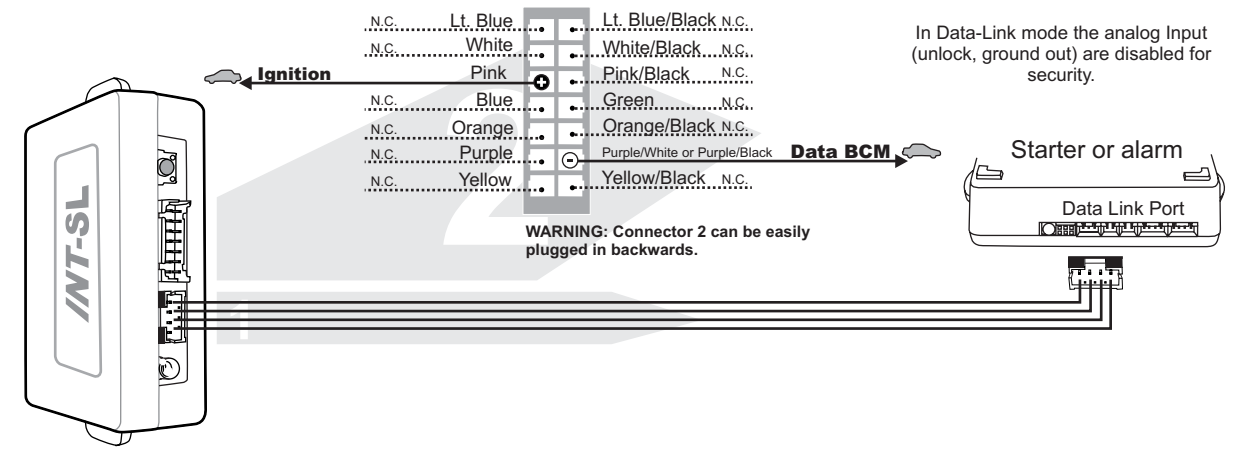 N.C. Lt. Blue Lt. Blue/Black N.C.
N.C. White White/Black N.C.
Ignition Pink Pink/Black N.C.
N.C. Blue Green N.C.
N.C. Orange Orange/Black N.C.
N.C. Purple Purple/White or Purple/Black Data BCM
N.C. Yellow Yellow/Black N.C.
WARNING: Connector 2 can be easily
plugged in backwards.
In Data-Link mode the analog Input
(unlock, ground out) are disabled for
security.
Starter or alarm
Data Link Port
INT-SL
2
1